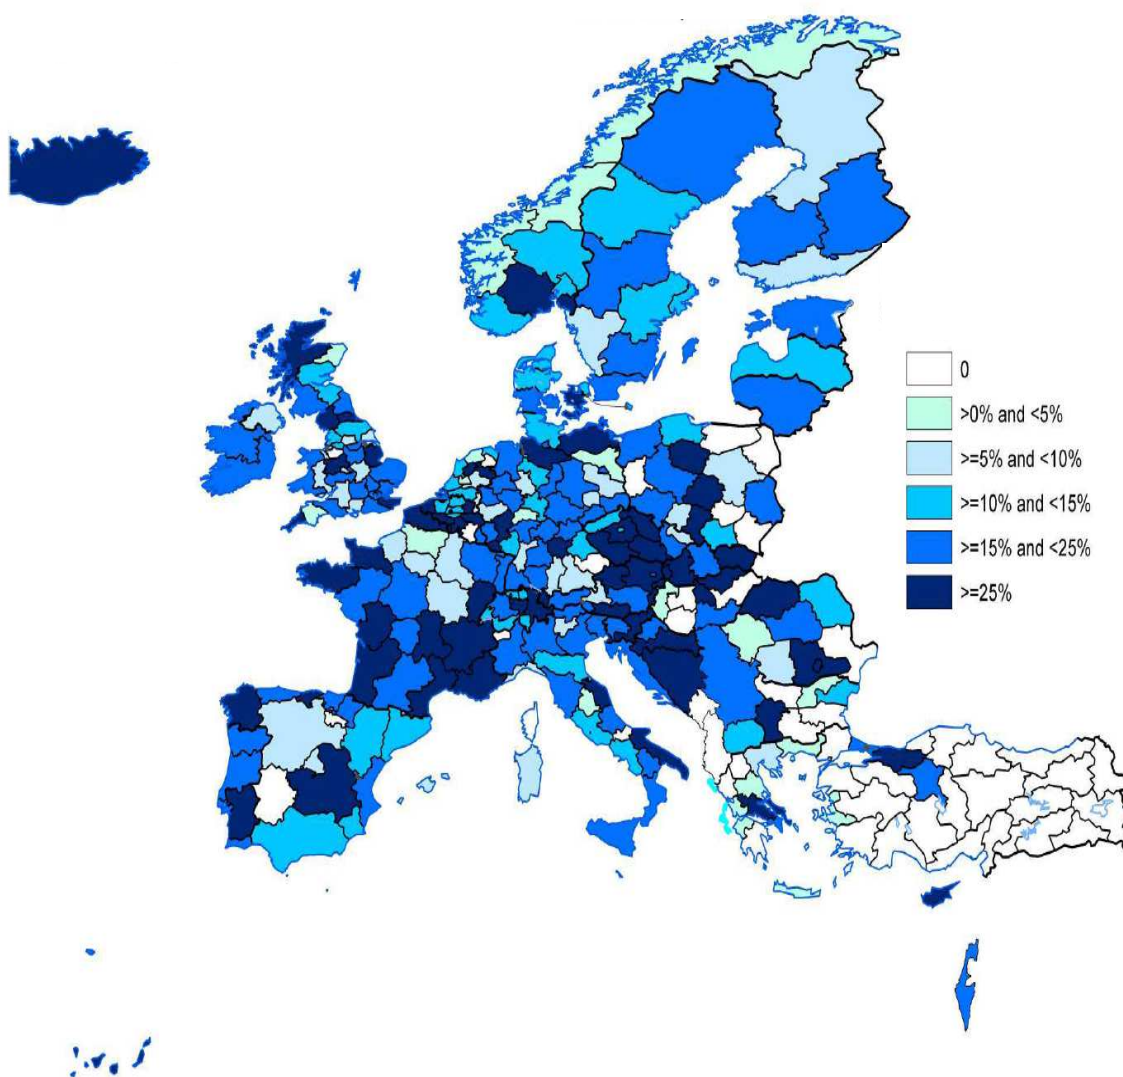 0
>0% and <5%
>=5% and <10%
>=10% and <15%
>=15% and <25%
>=25%